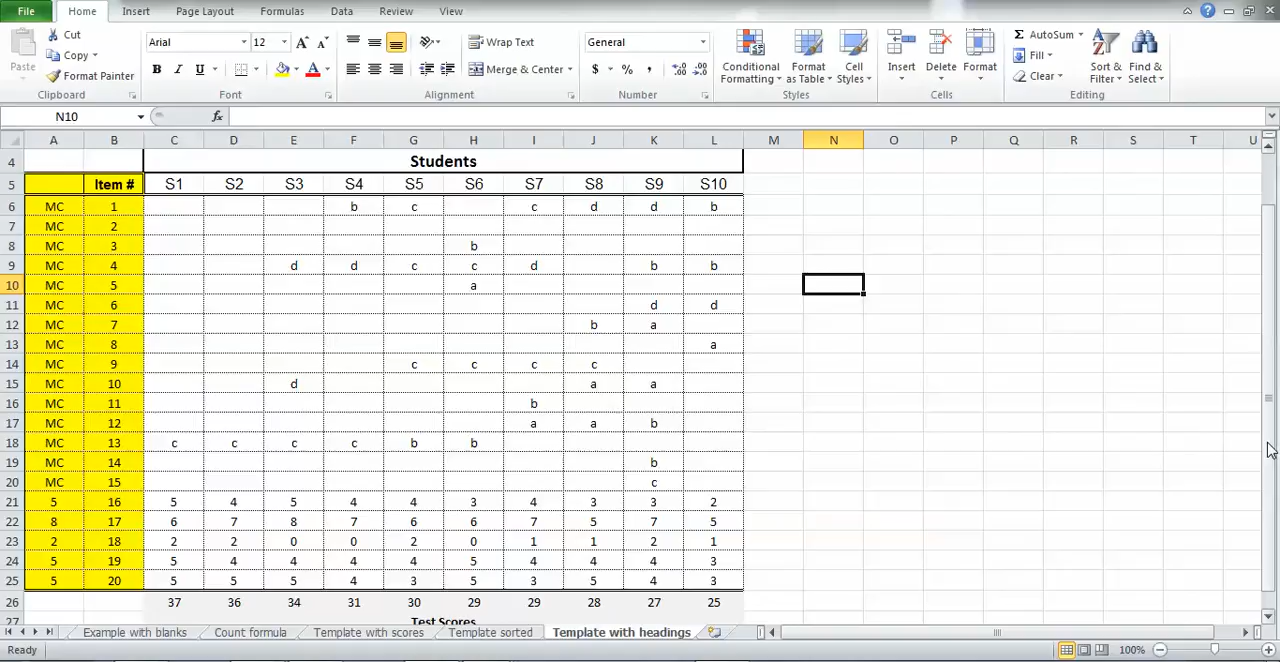 File Home Insert Page Layout Formulas Data Review View
Cut
Copy
Format Painter
Paste
Clipboard
Arial 12
Font
Wrap Text
Merge & Center
Alignment
General
$ % ,
Number
Conditional Formatting
Format as Table
Cell Styles
Styles
Insert Delete Format
Cells
AutoSum
Fill
Clear
Sort & Filter
Find & Select
Editing
N10 fx
A B C D E F G H I J K L M N O P Q R S T U
4 Students
5 Item # S1 S2 S3 S4 S5 S6 S7 S8 S9 S10
6 MC 1 b c c d d b
7 MC 2
8 MC 3 b
9 MC 4 d d c c d b b
10 MC 5 a
11 MC 6 d d
12 MC 7 b a
13 MC 8 a
14 MC 9 c c c c
15 MC 10 d a a
16 MC 11 b
17 MC 12 a a b
18 MC 13 c c c c b b
19 MC 14 b
20 MC 15 c
21 5 16 5 4 5 4 4 3 4 3 3 2
22 8 17 6 7 8 7 6 6 7 5 7 5
23 2 18 2 2 0 0 2 0 1 1 2 1
24 5 19 5 4 4 4 4 5 4 4 4 3
25 5 20 5 5 5 4 3 5 3 5 4 3
26 37 36 34 31 30 29 29 28 27 25
27 Test Scores
Example with blanks Count formula Template with scores Template sorted Template with headings
Ready 100%